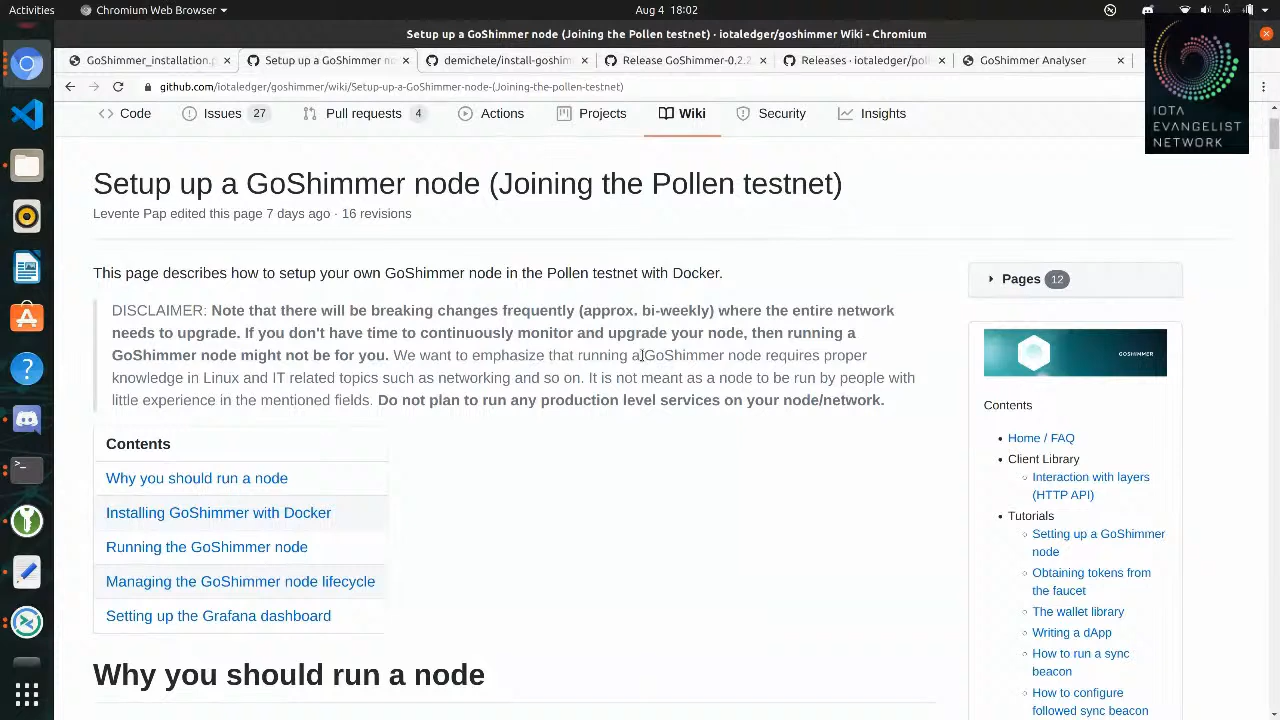 Activities
Chromium Web Browser
Aug 4 18:02
Setup up a GoShimmer node (Joining the Pollen testnet) · iotaledger/goshimmer Wiki - Chromium
GoShimmer_installation.p
Setup up a GoShimmer n
demichele/install-goshim
Release GoShimmer-0.2.2
Releases · iotaledger/pol
GoShimmer Analyser
github.com/iotaledger/goshimmer/wiki/Setup-up-a-GoShimmer-node-(Joining-the-pollen-testnet)
Code
Issues 27
Pull requests 4
Actions
Projects
Wiki
Security
Insights
IOTA
EVANGELIST
NETWORK
Setup up a GoShimmer node (Joining the Pollen testnet)
Levente Pap edited this page 7 days ago · 16 revisions
This page describes how to setup your own GoShimmer node in the Pollen testnet with Docker.
DISCLAIMER: Note that there will be breaking changes frequently (approx. bi-weekly) where the entire network
needs to upgrade. If you don't have time to continuously monitor and upgrade your node, then running a
GoShimmer node might not be for you. We want to emphasize that running a GoShimmer node requires proper
knowledge in Linux and IT related topics such as networking and so on. It is not meant as a node to be run by people with
little experience in the mentioned fields. Do not plan to run any production level services on your node/network.
Contents
Why you should run a node
Installing GoShimmer with Docker
Running the GoShimmer node
Managing the GoShimmer node lifecycle
Setting up the Grafana dashboard
Why you should run a node
Pages 12
GOSHIMMER
Contents
Home / FAQ
Client Library
Interaction with layers
(HTTP API)
Tutorials
Setting up a GoShimmer
node
Obtaining tokens from
the faucet
The wallet library
Writing a dApp
How to run a sync
beacon
How to configure
followed sync beacon